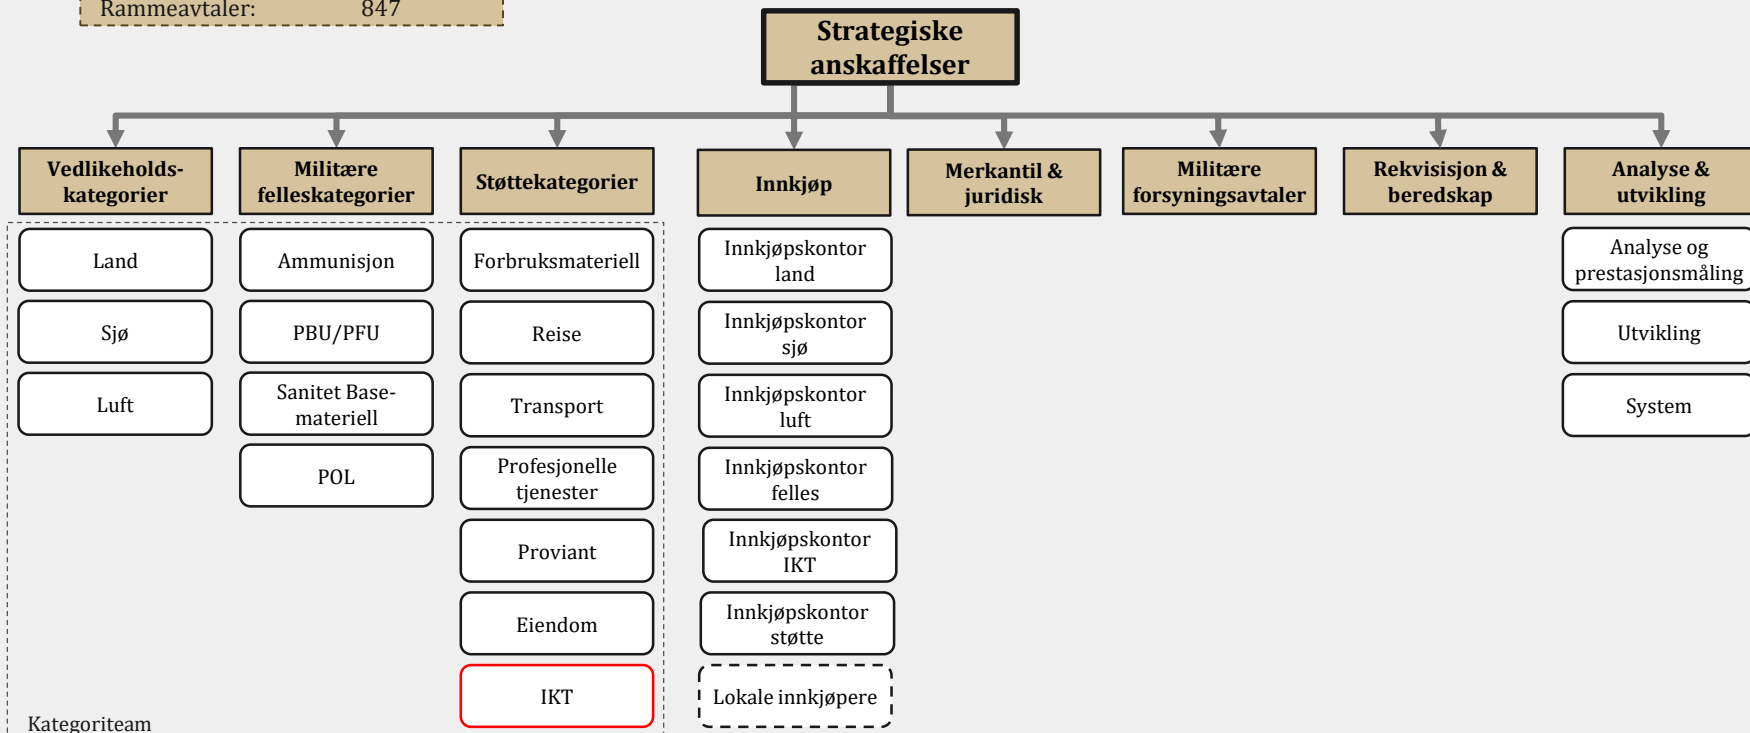 Rammeavtaler: 847
Strategiske
anskaffelser
Vedlikeholds-
kategorier
Militære
felleskategorier
Støttekategorier
Innkjøp
Merkantil &
juridisk
Militære
forsyningsavtaler
Rekvisisjon &
beredskap
Analyse &
utvikling
Land
Sjø
Luft
Ammunisjon
PBU/PFU
Sanitet Base-
materiell
POL
Forbruksmateriell
Reise
Transport
Profesjonelle
tjenester
Proviant
Eiendom
IKT
Innkjøpskontor
land
Innkjøpskontor
sjø
Innkjøpskontor
luft
Innkjøpskontor
felles
Innkjøpskontor
IKT
Innkjøpskontor
støtte
Lokale innkjøpere
Analyse og
prestasjonsmåling
Utvikling
System
Kategoriteam